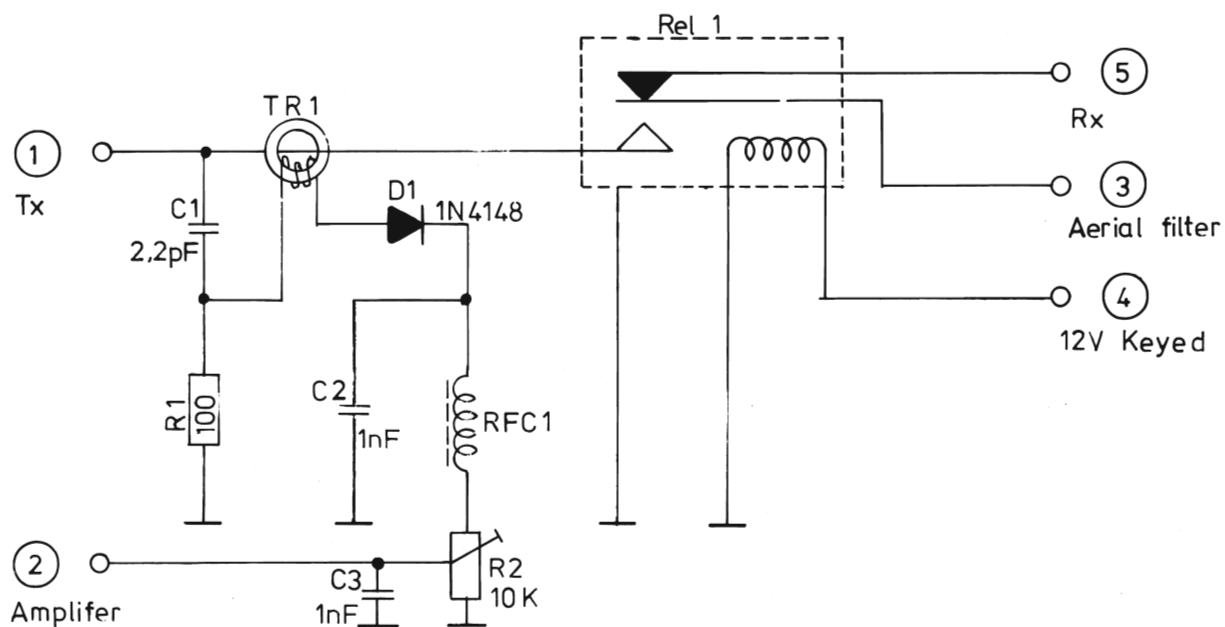 Rel 1
5
Rx
TR1
1
Tx
C1
2,2pF
D1
1N4148
3
Aerial filter
4
12V Keyed
R1
100
C2
1nF
RFC1
2
Amplifer
C3
1nF
R2
10K